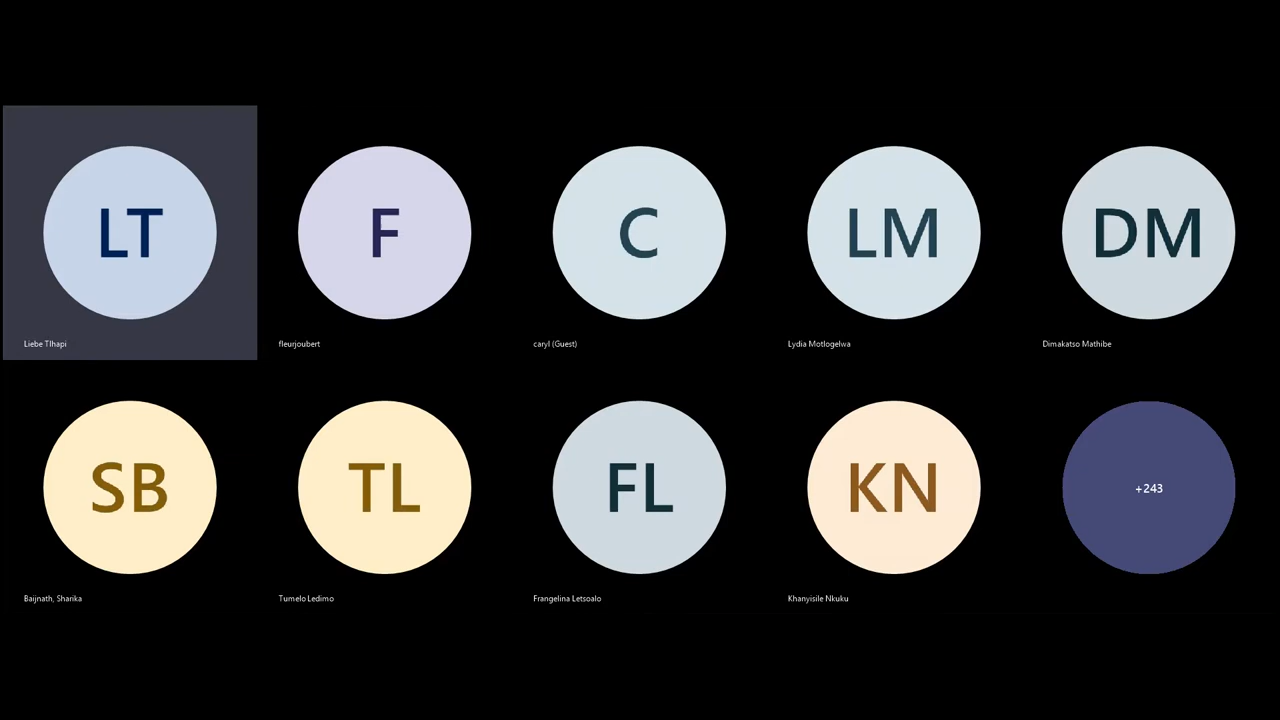 LT
F
C
LM
DM
Liebe Tlhapi
fleurjoubert
caryl (Guest)
Lydia Motlogelwa
Dimakatso Mathibe
SB
TL
FL
KN
+243
Baijnath, Sharika
Tumelo Ledimo
Frangelina Letsoalo
Khanyisile Nkuku